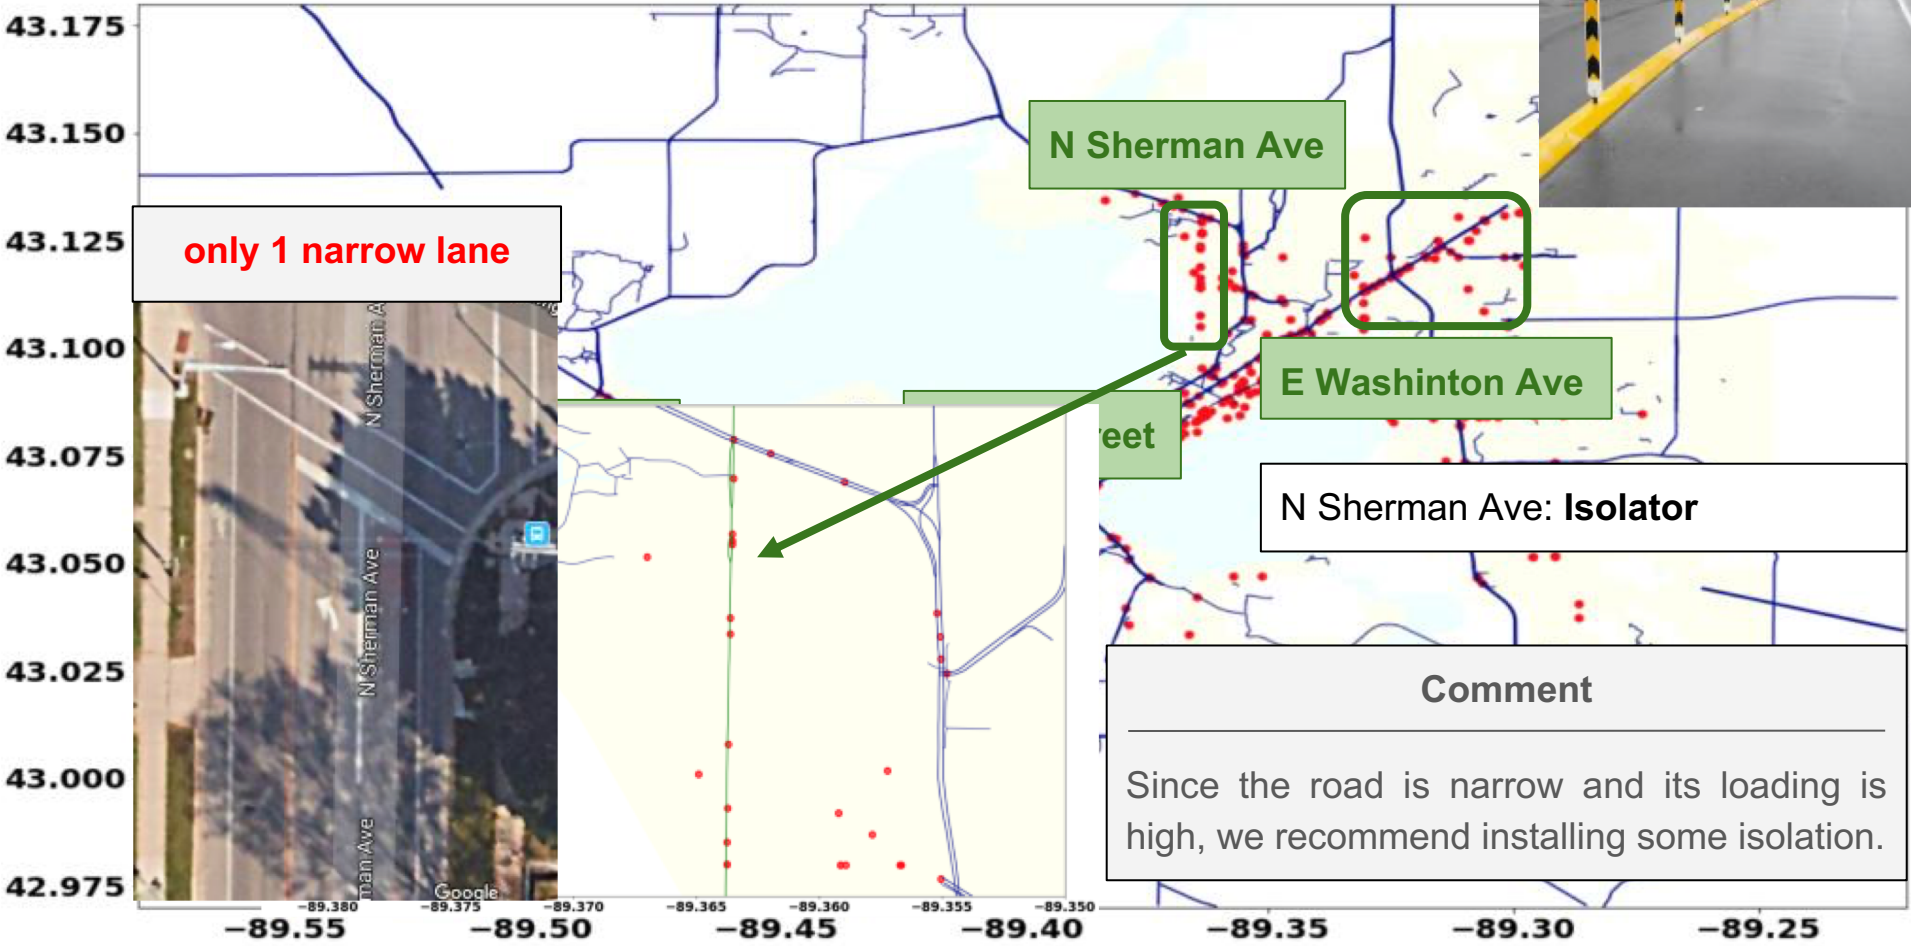 43.175
43.150
43.125
43.100
43.075
43.050
43.025
43.000
42.975
N Sherman Ave
only 1 narrow lane
E Washinton Ave
reet
N Sherman Ave: Isolator
Comment
Since the road is narrow and its loading is
high, we recommend installing some isolation.
N Sherman A
N Sherman Ave
man Ave
Google
−89.380
−89.375
−89.370
−89.365
−89.360
−89.355
−89.350
−89.55
−89.50
−89.45
−89.40
−89.35
−89.30
−89.25